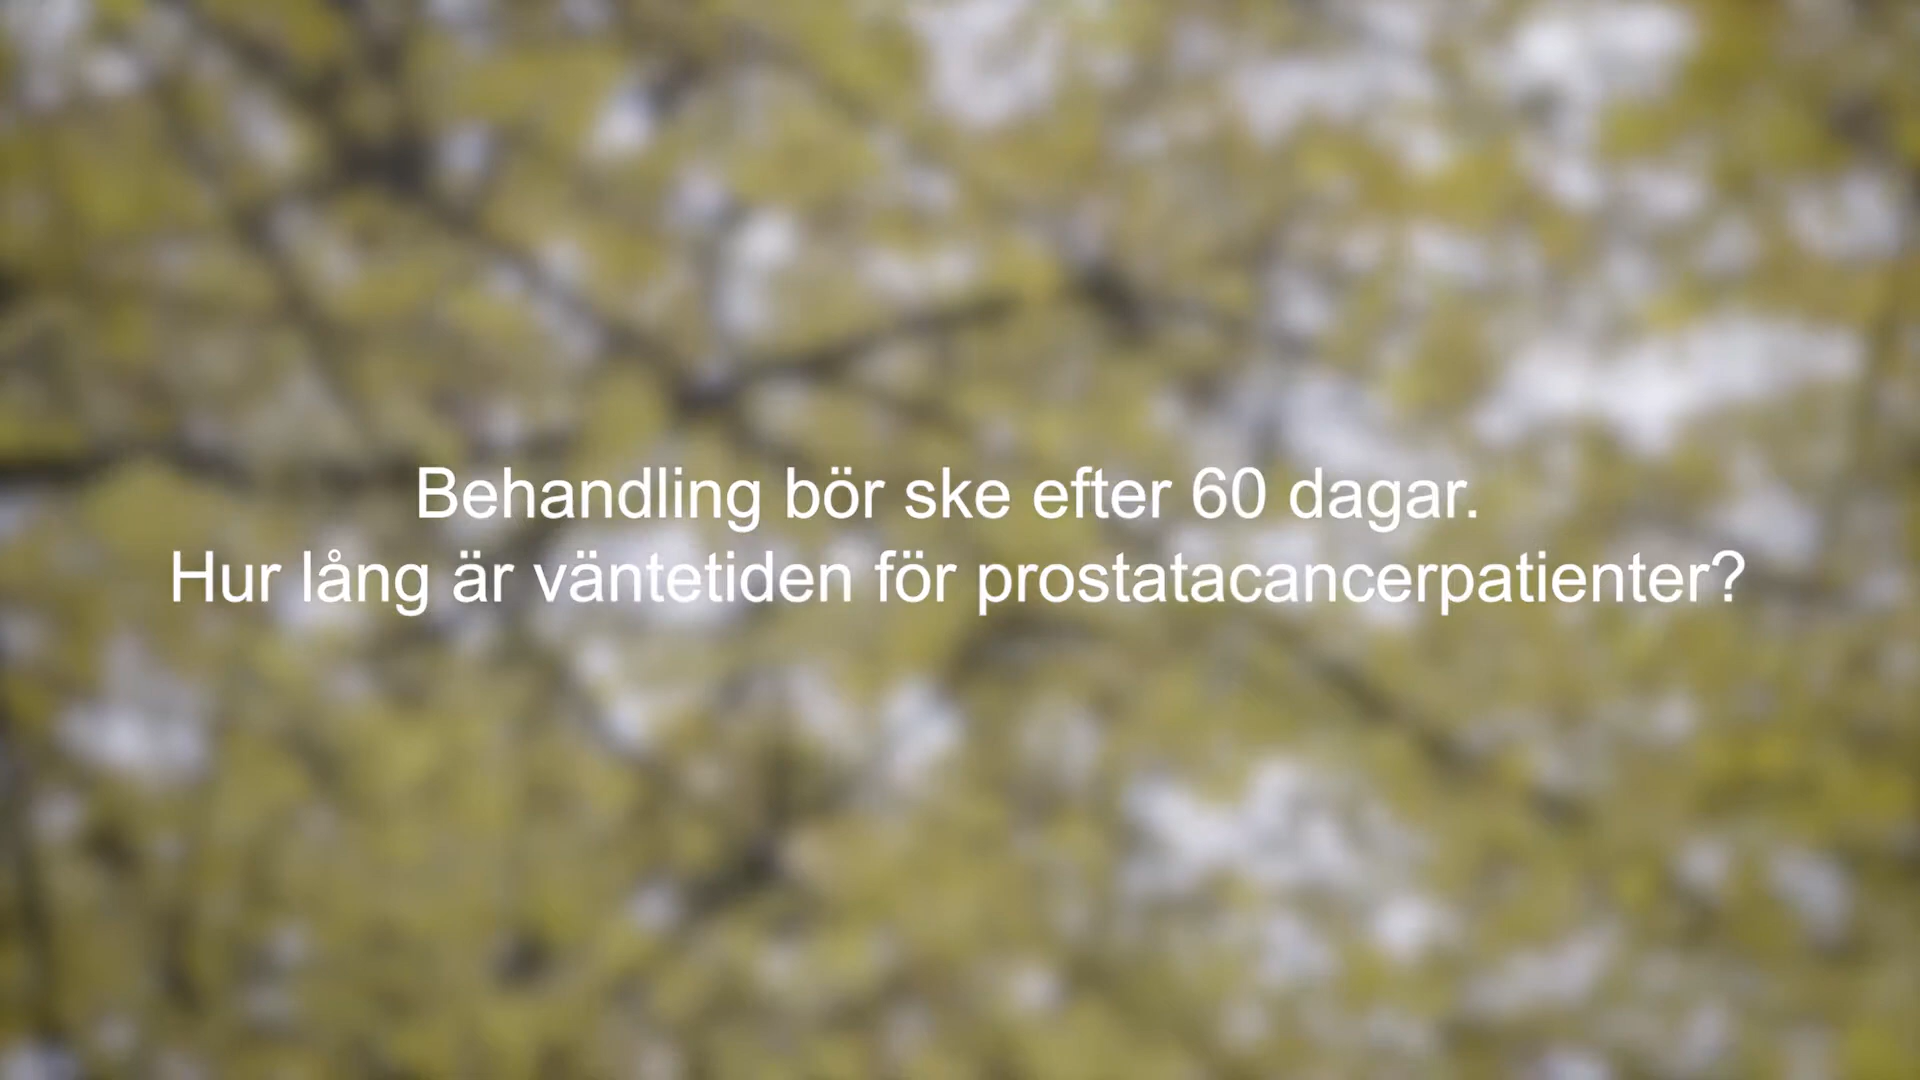 Behandling bör ske efter 60 dagar.
Hur lång är väntetiden för prostatacancerpatienter?